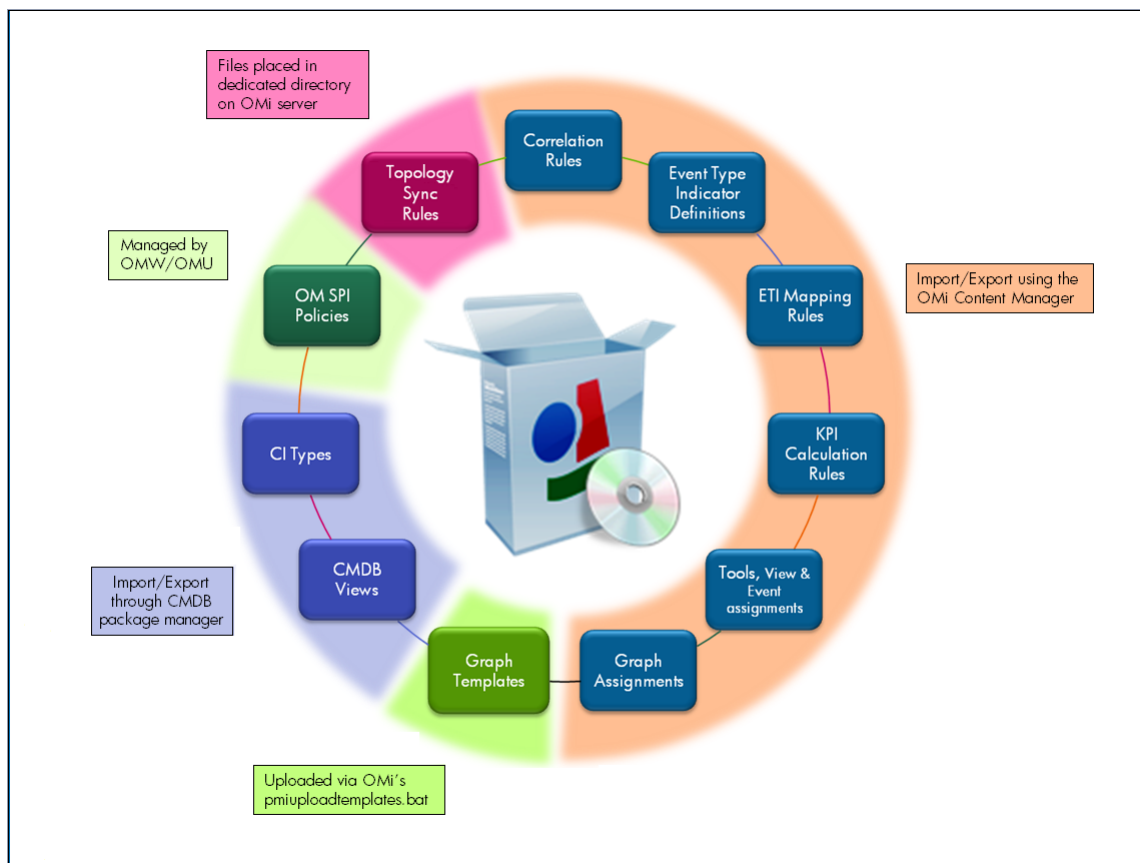 Files placed in
dedicated directory
on OMi server
Correlation
Rules
Topology
Sync
Rules
Event Type
Indicator
Definitions
Managed by
OMW/OMU
OM SPI
Policies
ETI Mapping
Rules
Import/Export using the
OMi Content Manager
CI Types
KPI
Calculation
Rules
Import/Export
through CMDB
package manager
CMDB
Views
Tools, View &
Event
assignments
Graph
Templates
Graph
Assignments
Uploaded via OMi's
pmiuploadtemplates.bat